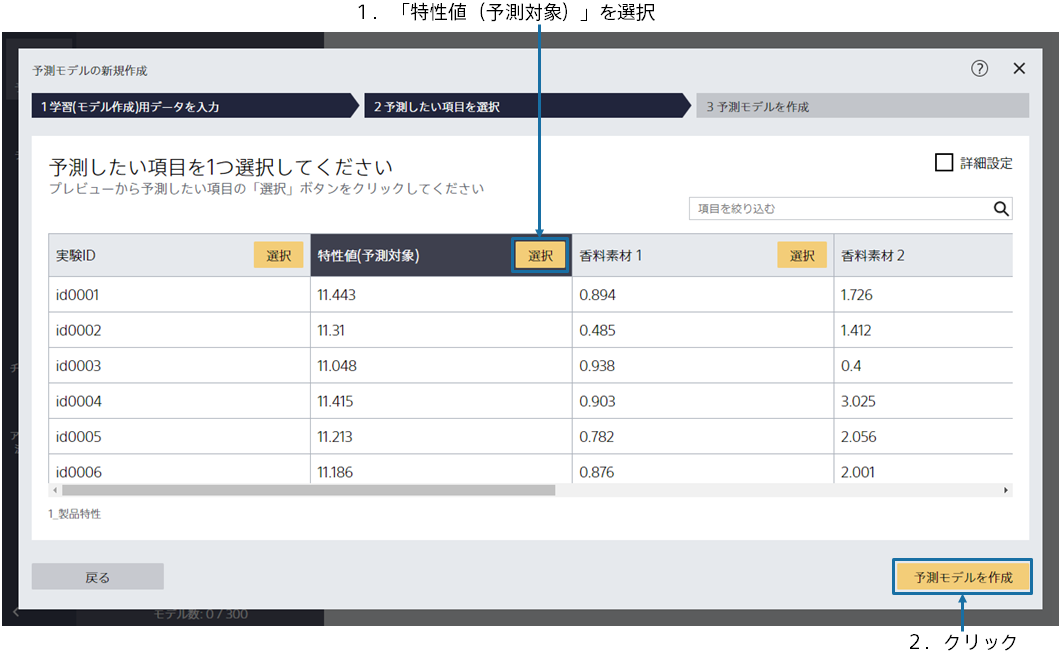 １．「特性値（予測対象）」を選択
予測モデルの新規作成
1 学習(モデル作成)用データを入力 2 予測したい項目を選択 3 予測モデルを作成
予測したい項目を1つ選択してください
詳細設定
プレビューから予測したい項目の「選択」ボタンをクリックしてください
項目を絞り込む
実験ID 選択 特性値(予測対象) 選択 香料素材 1 選択 香料素材 2
id0001 11.443 0.894 1.726
id0002 11.31 0.485 1.412
id0003 11.048 0.938 0.4
id0004 11.415 0.903 3.025
id0005 11.213 0.782 2.056
id0006 11.186 0.876 2.001
1_製品特性
戻る 予測モデルを作成
モデル数: 0 / 300
２．クリック